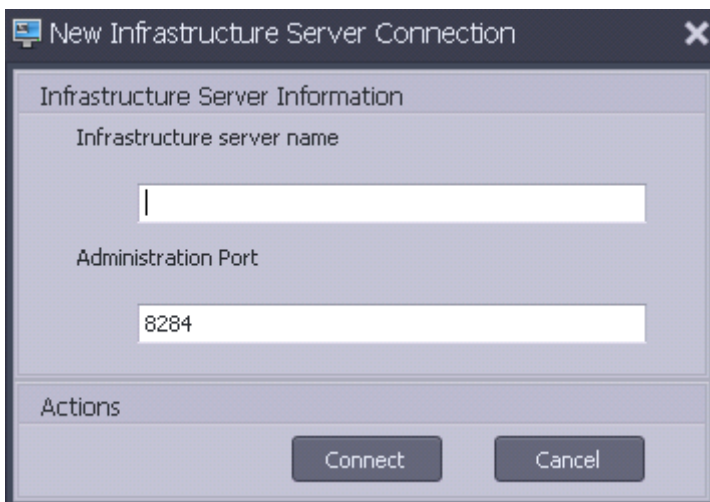 New Infrastructure Server Connection
Infrastructure Server Information
Infrastructure server name
Administration Port
8284
Actions
Connect Cancel